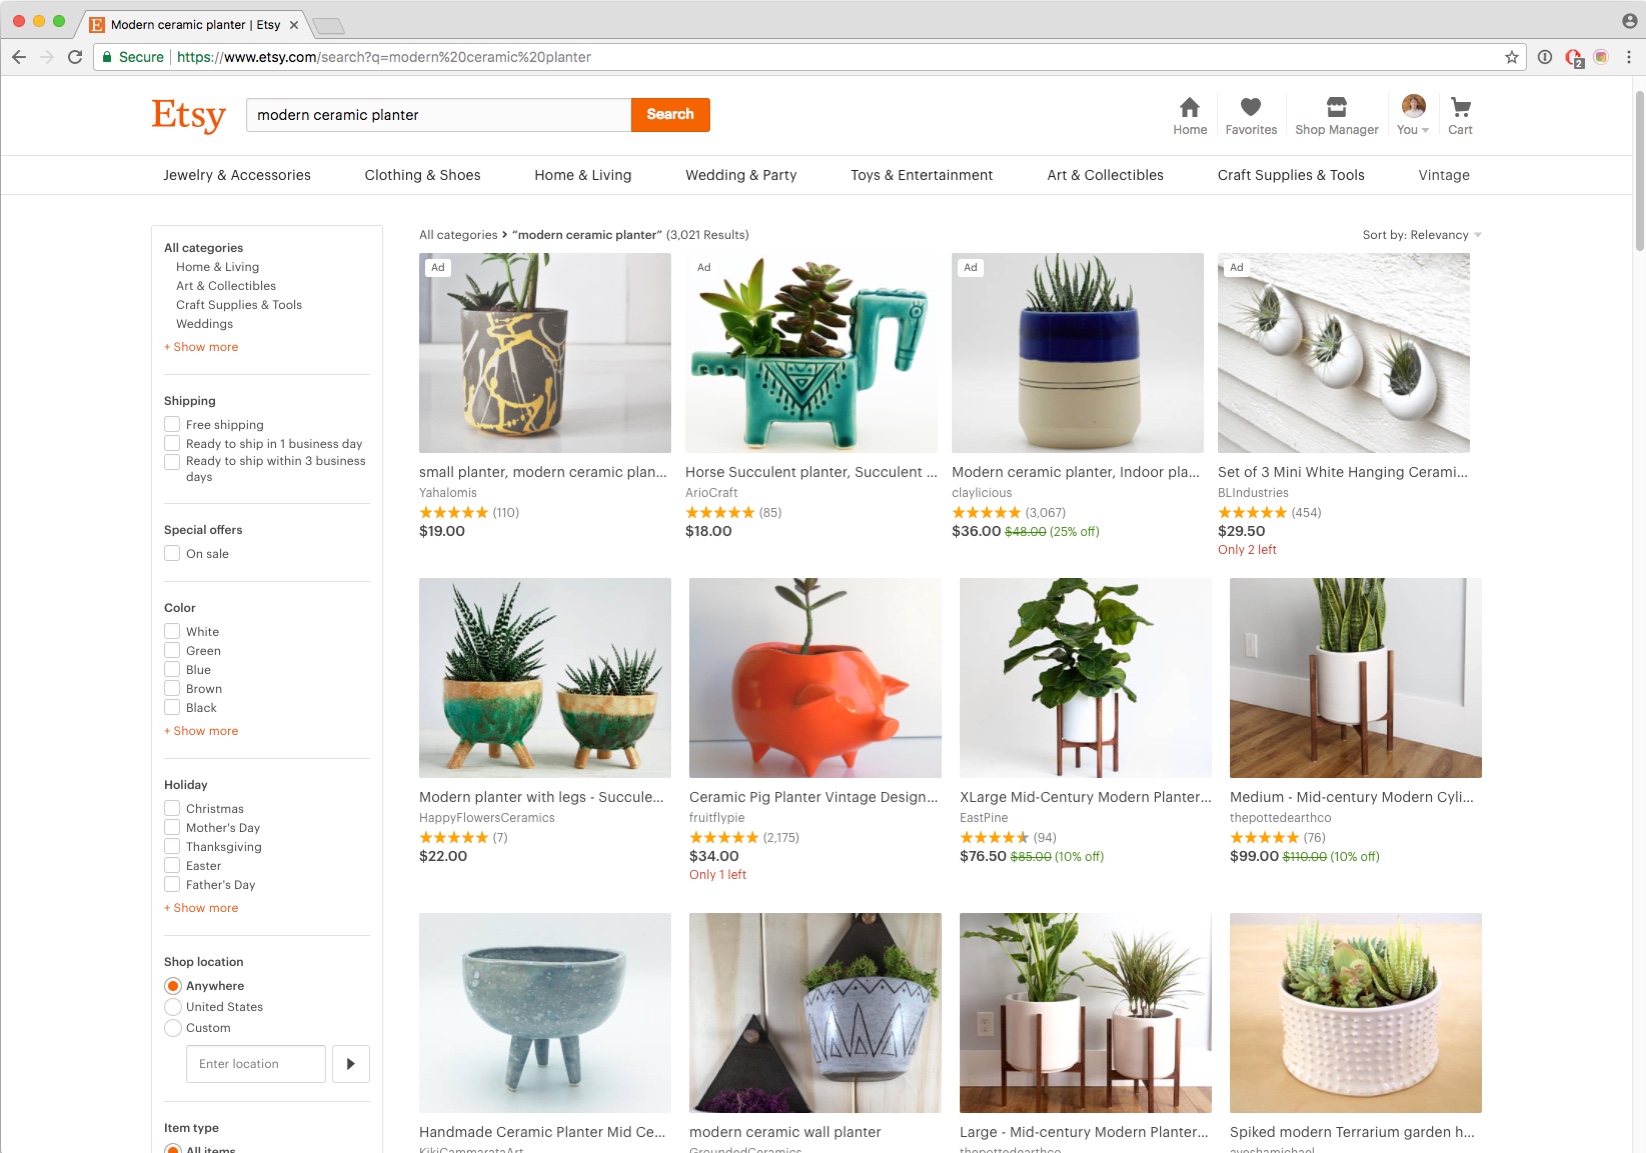 Modern ceramic planter | Etsy
Secure https://www.etsy.com/search?q=modern%20ceramic%20planter
2
Etsy
modern ceramic planter
Search
Home
Favorites
Shop Manager
You
Cart
Jewelry & Accessories
Clothing & Shoes
Home & Living
Wedding & Party
Toys & Entertainment
Art & Collectibles
Craft Supplies & Tools
Vintage
All categories
Home & Living
Art & Collectibles
Craft Supplies & Tools
Weddings
+ Show more
Shipping
Free shipping
Ready to ship in 1 business day
Ready to ship within 3 business
days
Special offers
On sale
Color
White
Green
Blue
Brown
Black
+ Show more
Holiday
Christmas
Mother's Day
Thanksgiving
Easter
Father's Day
+ Show more
Shop location
Anywhere
United States
Custom
Enter location
Item type
All items
All categories > “modern ceramic planter” (3,021 Results)
Sort by: Relevancy
Ad
small planter, modern ceramic plan...
Yahalomis
(110)
$19.00
Ad
Horse Succulent planter, Succulent ...
ArioCraft
(85)
$18.00
Ad
Modern ceramic planter, Indoor pla...
claylicious
(3,067)
$36.00 $48.00 (25% off)
Ad
Set of 3 Mini White Hanging Cerami...
BLIndustries
(454)
$29.50
Only 2 left
Modern planter with legs - Succule...
HappyFlowersCeramics
(7)
$22.00
Ceramic Pig Planter Vintage Design...
fruitflypie
(2,175)
$34.00
Only 1 left
XLarge Mid-Century Modern Planter...
EastPine
(94)
$76.50 $85.00 (10% off)
Medium - Mid-century Modern Cyli...
thepottedearthco
(76)
$99.00 $110.00 (10% off)
Handmade Ceramic Planter Mid Ce...
KikiCammarataArt
modern ceramic wall planter
GroundedCeramics
Large - Mid-century Modern Planter...
thepottedearthco
Spiked modern Terrarium garden h...
ayeshamichael